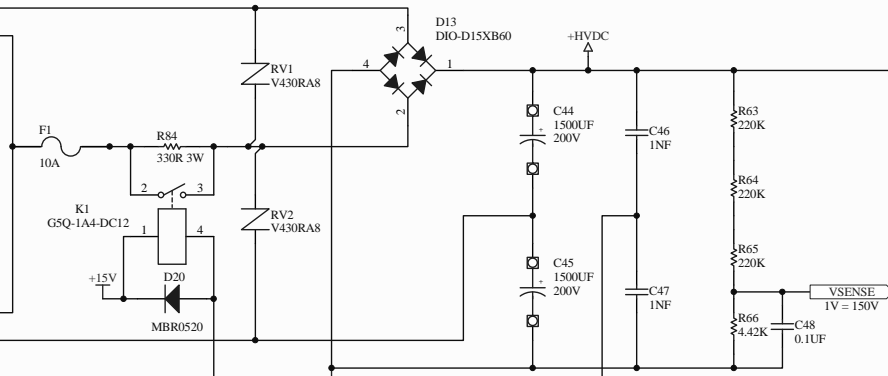 3
D13
DIO-D15XB60
4
1
2
+HVDC
RV1
V430RA8
F1
10A
R84
330R 3W
2
3
K1
G5Q-1A4-DC12
1
4
+15V
D20
MBR0520
RV2
V430RA8
C44
1500UF
200V
+
C46
1NF
C45
1500UF
200V
+
C47
1NF
R63
220K
R64
220K
R65
220K
R66
4.42K
C48
0.1UF
VSENSE
1V = 150V